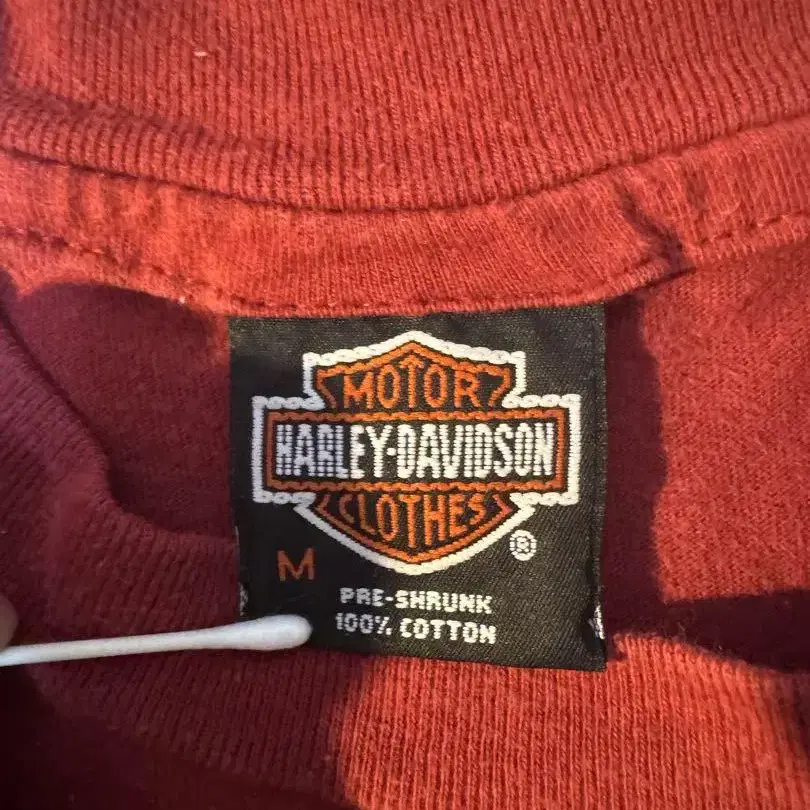 MOTOR
HARLEY-DAVIDSON
CLOTHES
®
M
PRE-SHRUNK
100% COTTON